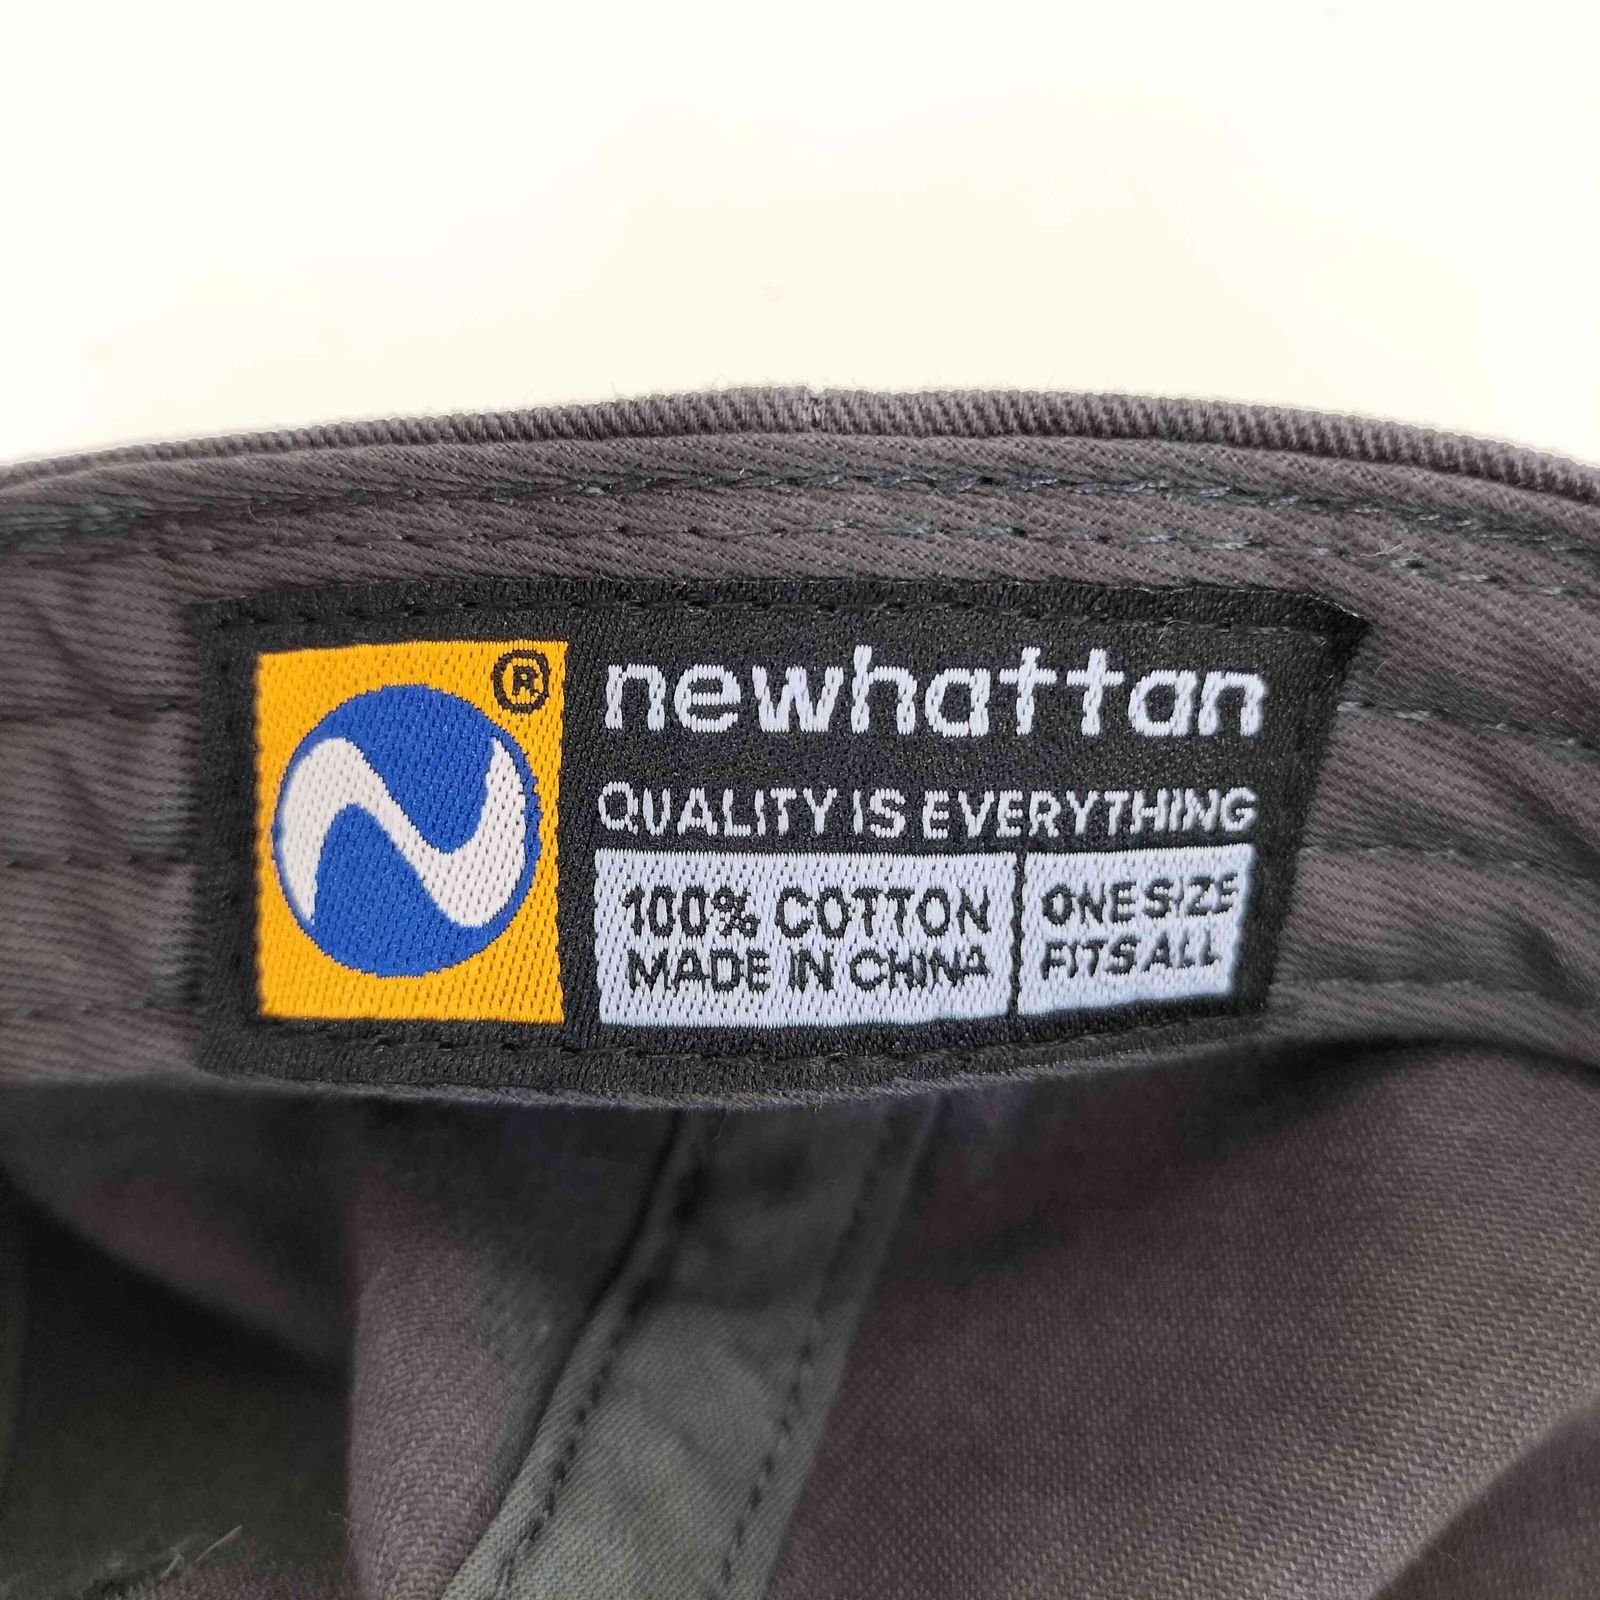 ®
newhattan
QUALITY IS EVERYTHING
100% COTTON
MADE IN CHINA
ONE SIZE
FITS ALL